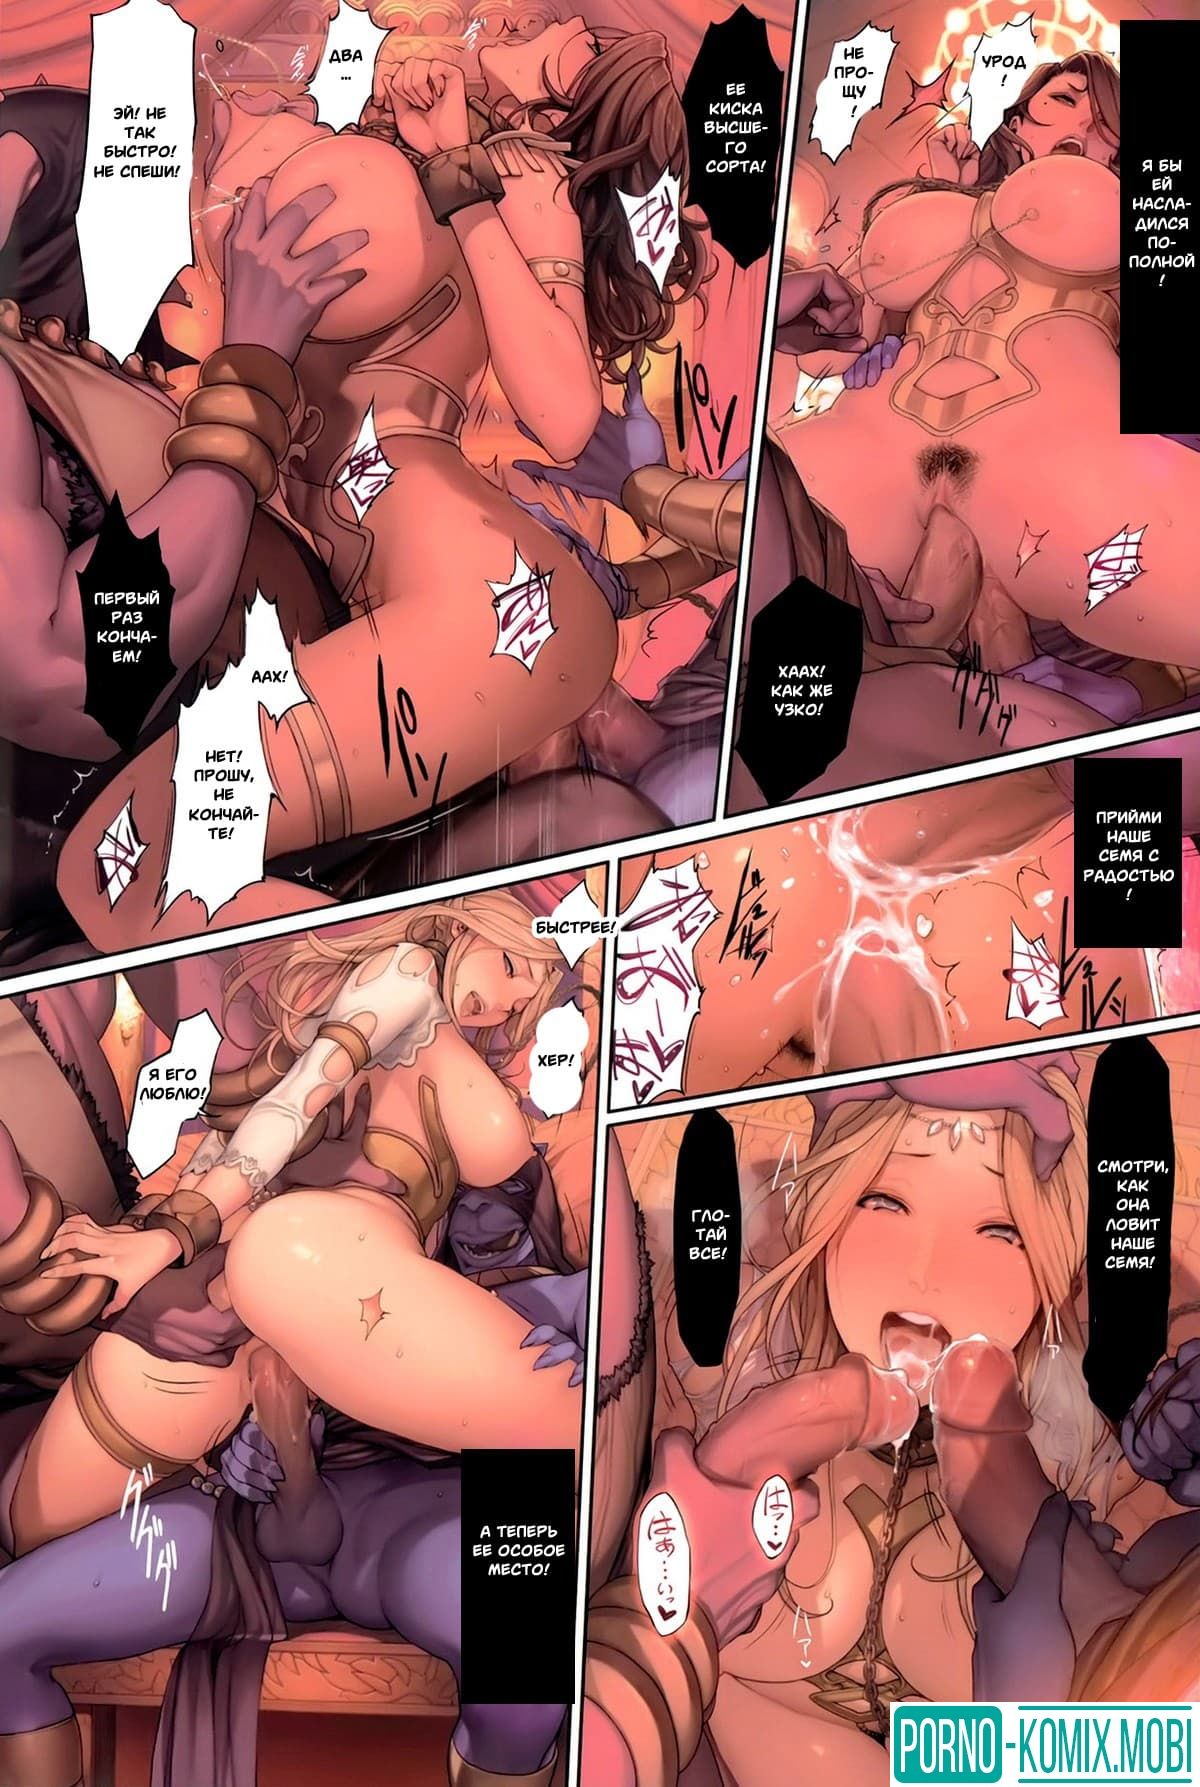 ЭЙ! НЕ
ТАК
БЫСТРО!
НЕ СПЕШИ!
ДВА
...
ЕЕ
КИСКА
ВЫСШЕ-
ГО
СОРТА!
НЕ
ПРО-
ЩУ
!
УРОД
!
Я БЫ
ЕЙ
НАСЛА-
ДИЛСЯ
ПО-
ПОЛНОЙ
!
ПЕРВЫЙ
РАЗ
КОНЧА-
ЕМ!
ААХ!
НЕТ!
ПРОШУ,
НЕ
КОНЧАЙ-
ТЕ!
ХААХ!
КАК ЖЕ
УЗКО!
ПРИЙМИ
НАШЕ
СЕМЯ С
РАДОСТЬЮ
!
БЫСТРЕЕ!
ХЕР!
Я ЕГО
ЛЮБЛЮ!
А ТЕПЕРЬ
ЕЕ ОСОБОЕ
МЕСТО!
ГЛО-
ТАЙ
ВСЕ!
СМОТРИ,
КАК
ОНА
ЛОВИТ
НАШЕ
СЕМЯ!
はっ…♥
はぁ…いっ♥
PORNO-KOMIX.MOBI